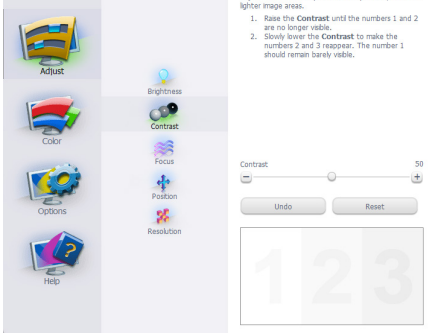 lighter image areas.
1. Raise the Contrast until the numbers 1 and 2
are no longer visible.
2. Slowly lower the Contrast to make the
numbers 2 and 3 reappear. The number 1
should remain barely visible.
Adjust
Color
Options
Help
Brightness
Contrast
Focus
Position
Resolution
Contrast 50
Undo Reset
1 2 3